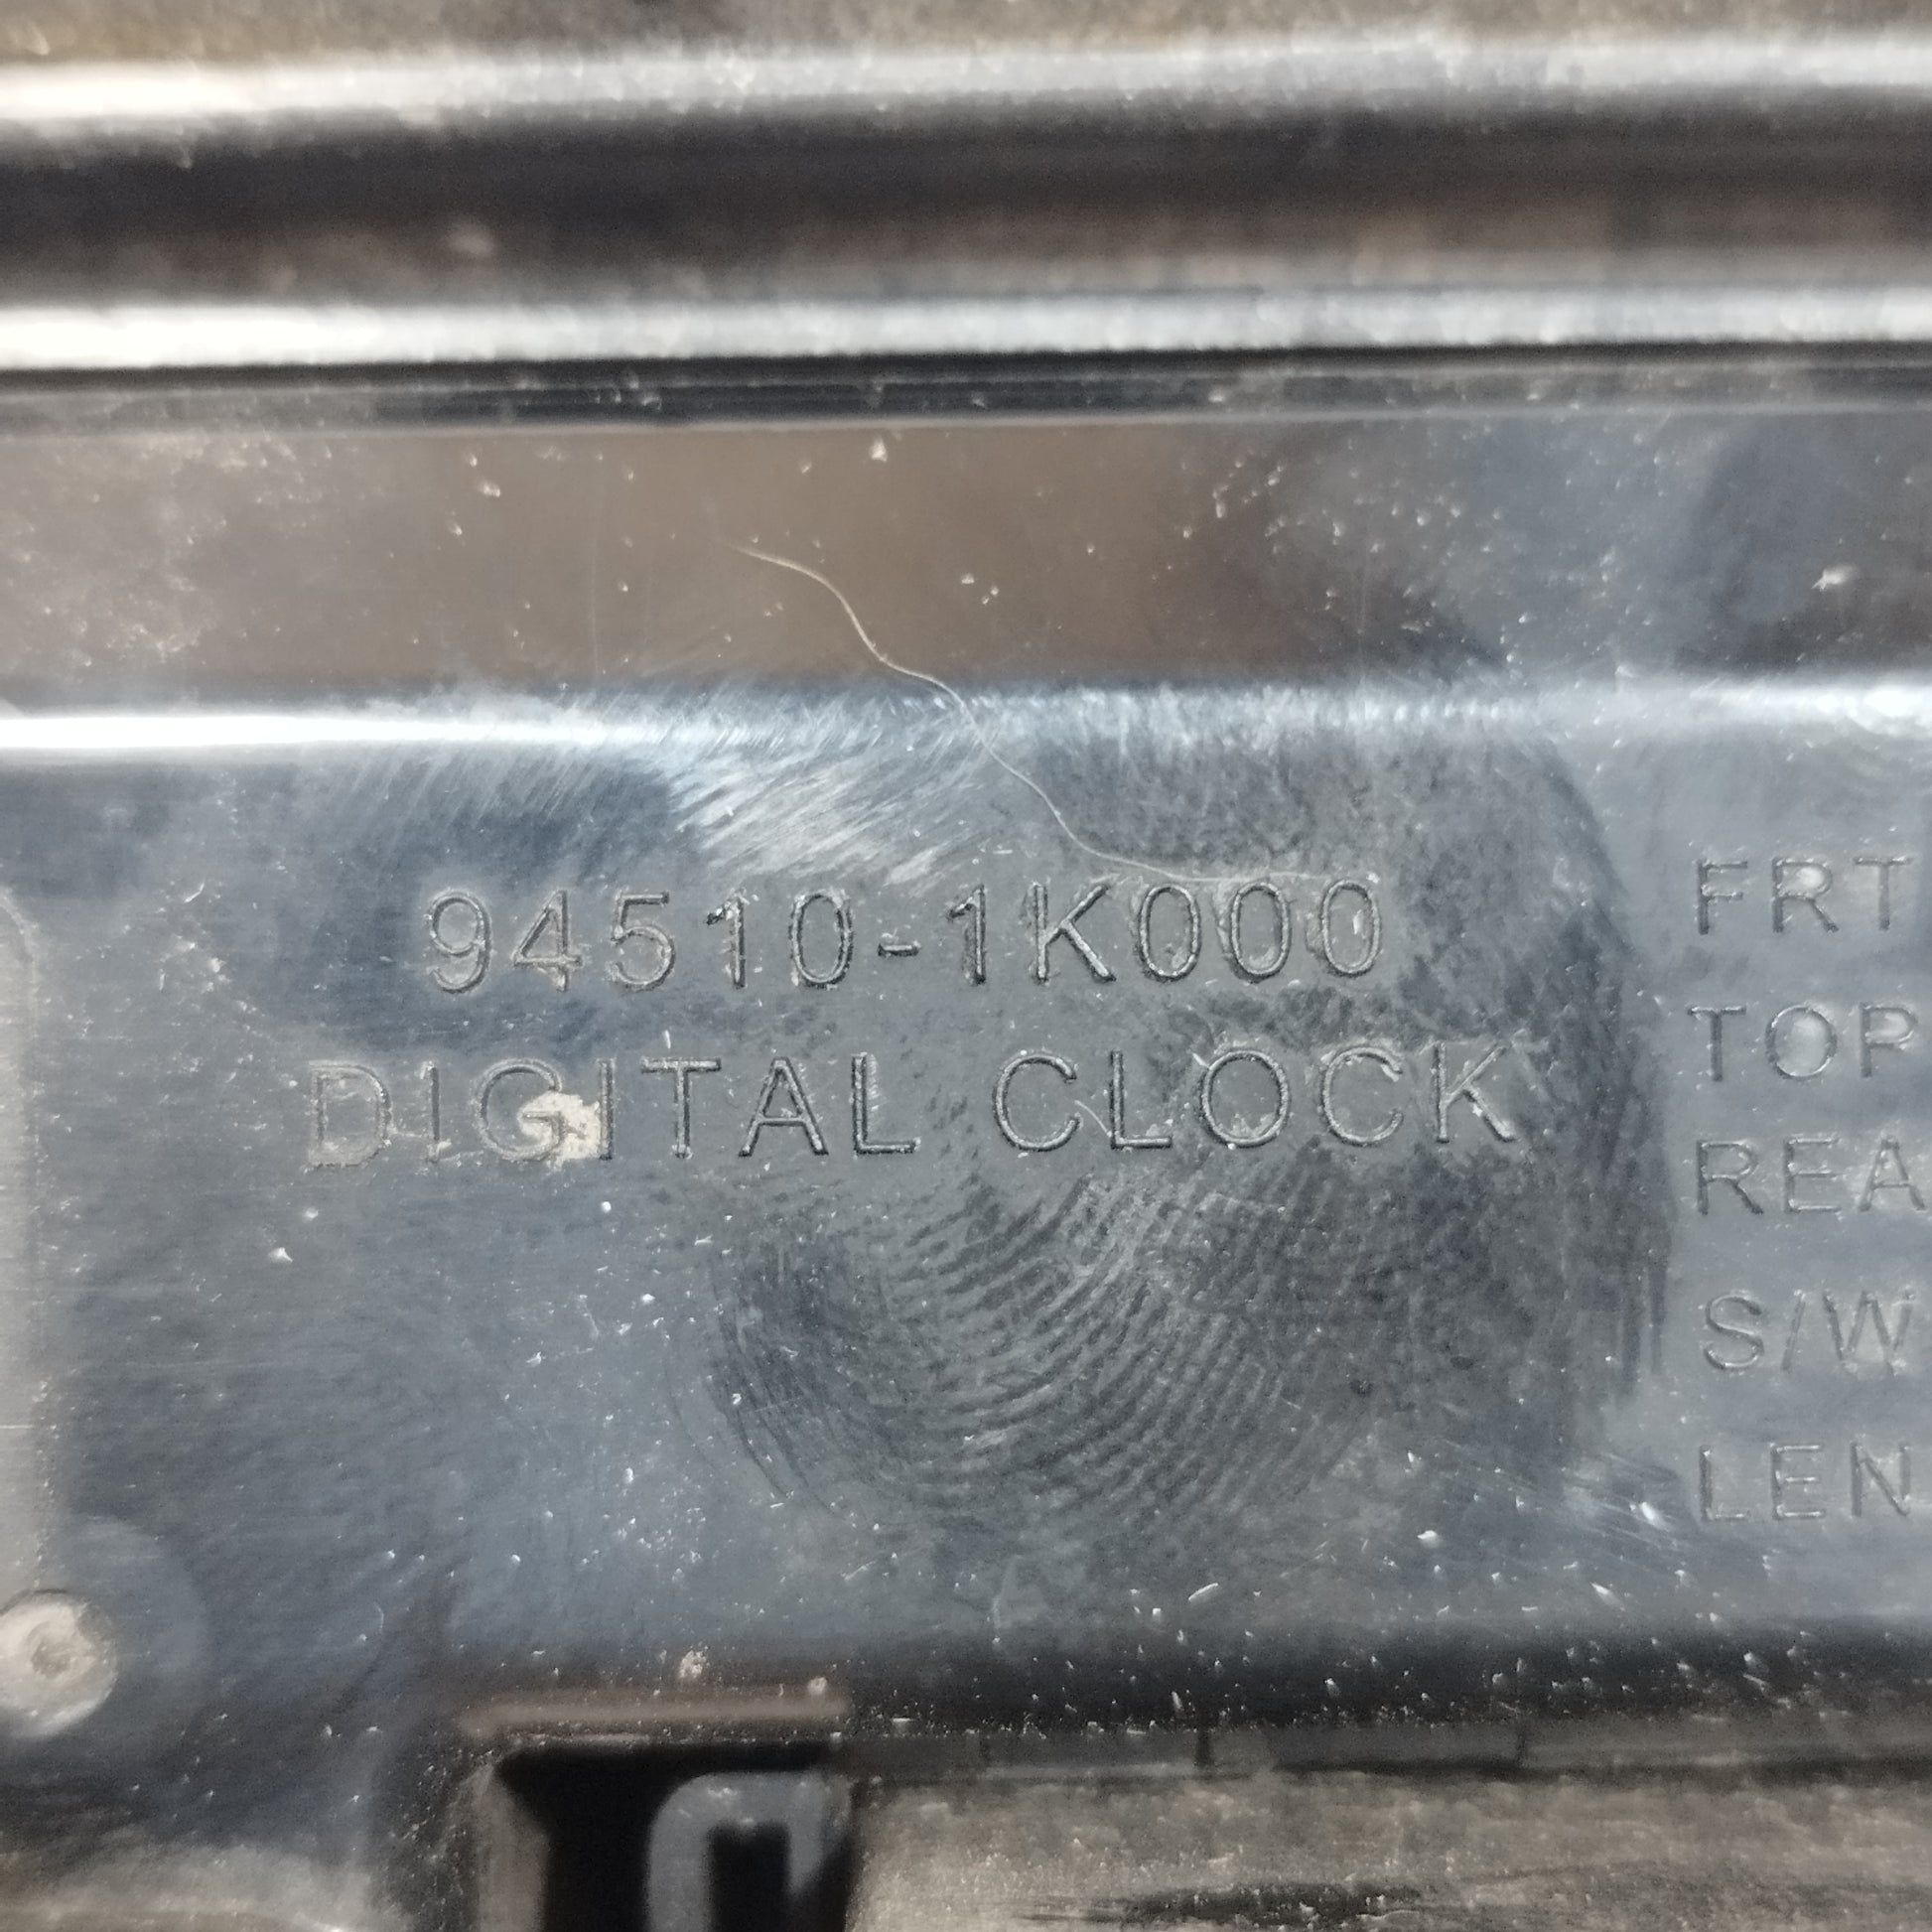 94510-1K000
DIGITAL CLOCK
FRT
TOP
REA
S/W
LEN